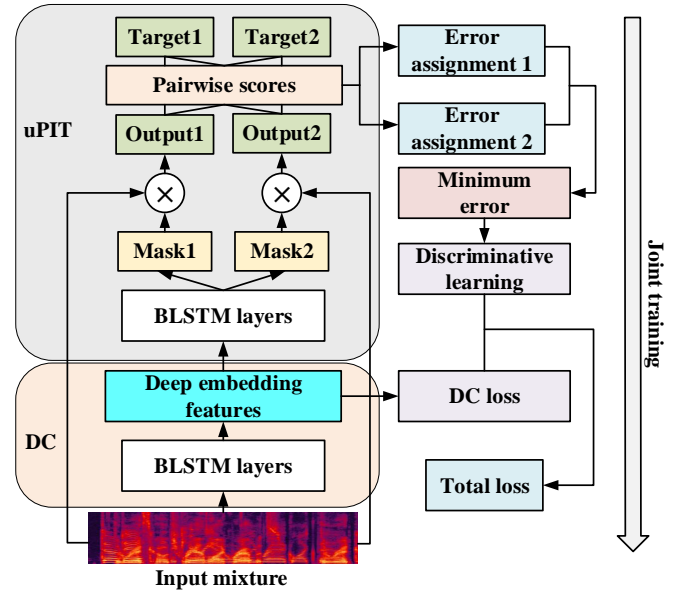 Target1
Target2
Pairwise scores
Error
assignment 1
uPIT
Output1
Output2
Error
assignment 2
×
×
Minimum
error
Mask1
Mask2
Discriminative
learning
BLSTM layers
Joint training
Deep embedding
features
DC loss
DC
BLSTM layers
Total loss
Input mixture